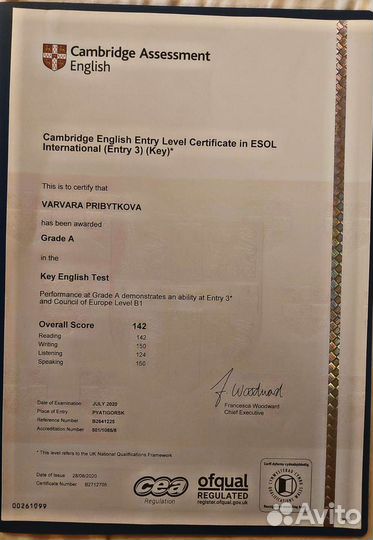 Cambridge Assessment
English
Cambridge English Entry Level Certificate in ESOL
International (Entry 3) (Key)*
This is to certify that
VARVARA PRIBYTKOVA
has been awarded
Grade A
in the
Key English Test
Performance at Grade A demonstrates an ability at Entry 3*
and Council of Europe Level B1
Overall Score 142
Reading 142
Writing 150
Listening 124
Speaking 150
Francesca Woodward
Chief Executive
Date of Examination JULY 2020
Place of Entry PYATIGORSK
Reference Number
Accreditation Number
* This level refers to the UK National Qualifications Framework
Date of Issue 28/08/2020
Certificate Number
cea
Regulation
ofqual
REGULATED
register.ofqual.gov.uk
00261099
Avito